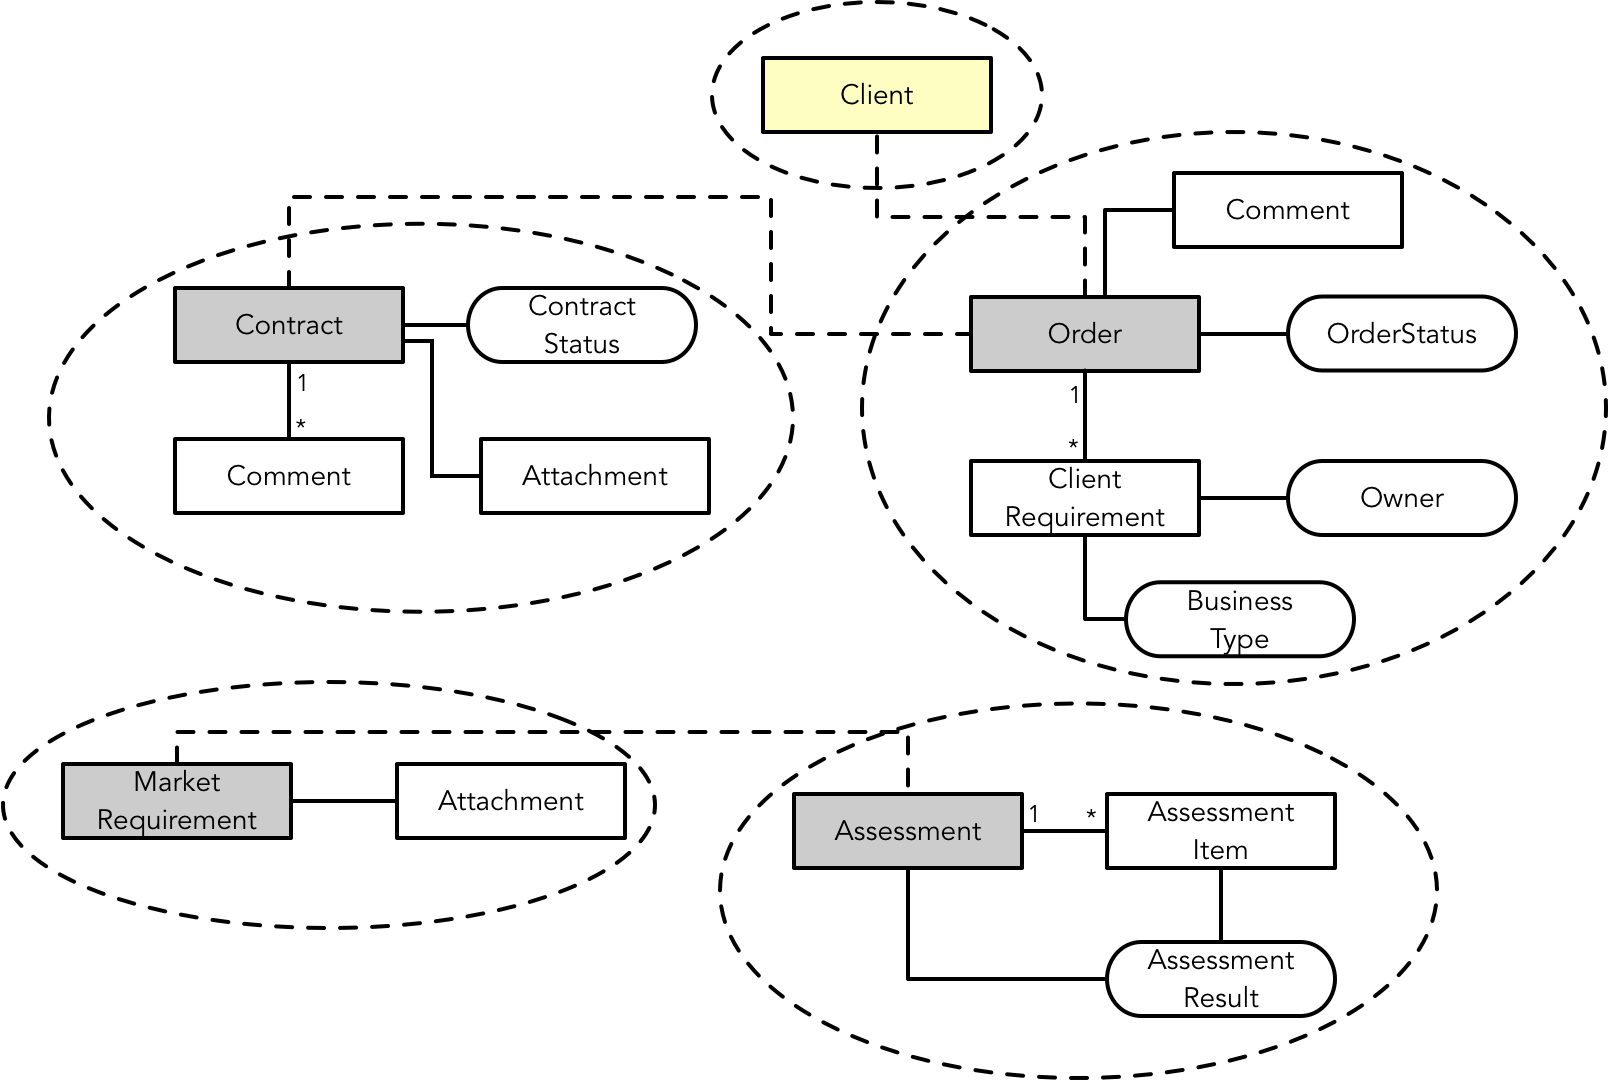 Client
Comment
Contract
Contract
Status
Order
OrderStatus
1
*
1
*
Comment
Attachment
Client
Requirement
Owner
Business
Type
Market
Requirement
Attachment
Assessment
1
*
Assessment
Item
Assessment
Result